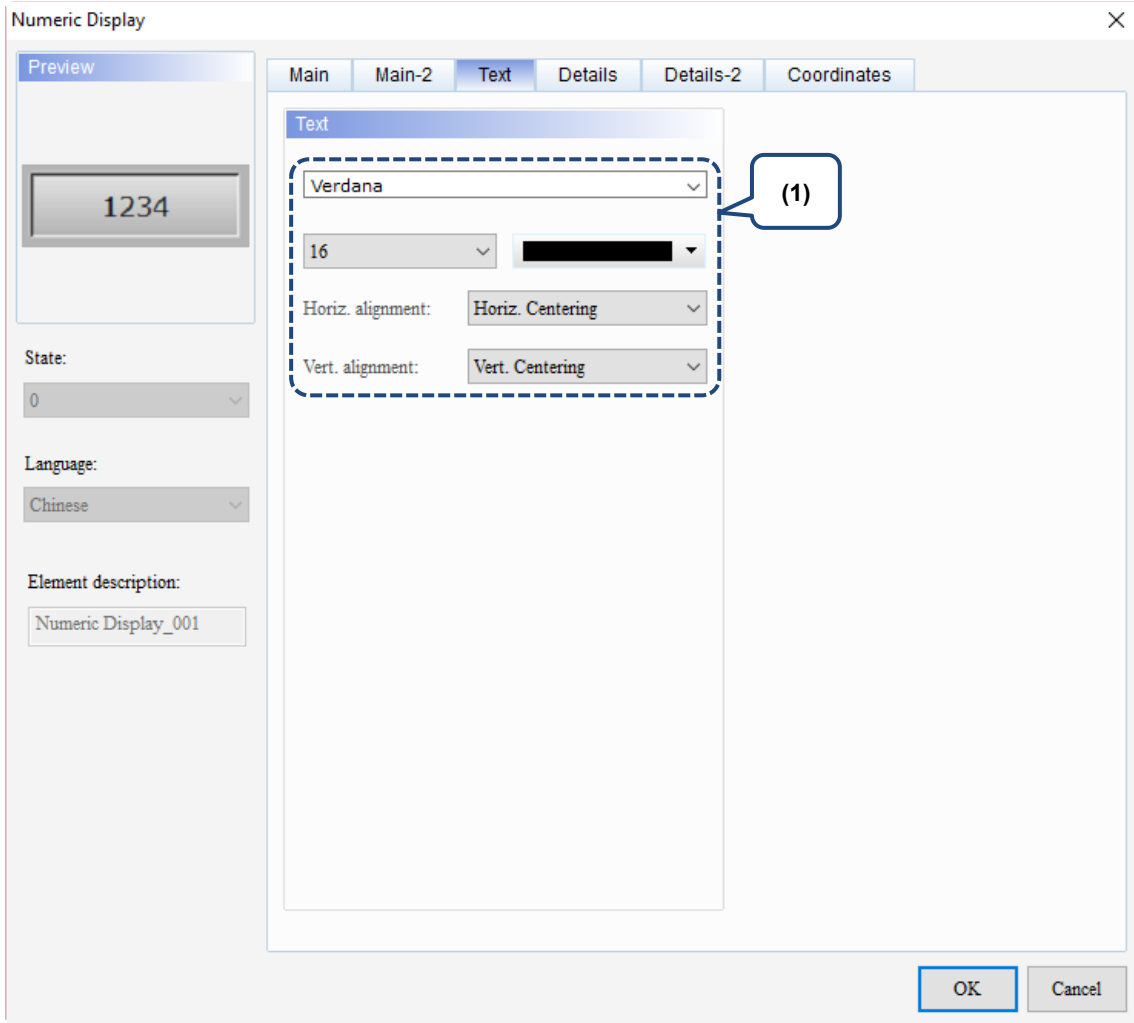 Numeric Display
Preview
1234
State:
0
Language:
Chinese
Element description:
Numeric Display_001
Main Main-2 Text Details Details-2 Coordinates
Text
Verdana
16
Horiz. alignment: Horiz. Centering
Vert. alignment: Vert. Centering
(1)
OK Cancel